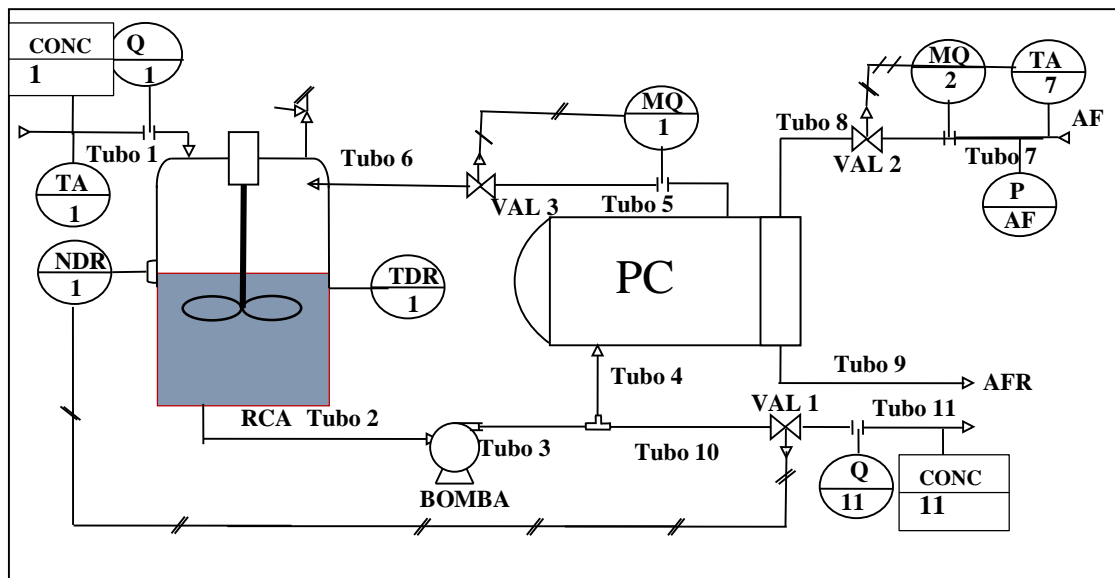 CONC
1
Q
1
MQ
1
MQ
2
TA
7
AF
Tubo 1
Tubo 6
Tubo 8
VAL 2
Tubo 7
TA
1
VAL 3
Tubo 5
P
AF
NDR
1
TDR
1
PC
Tubo 4
Tubo 9
AFR
RCA
Tubo 2
VAL 1
Tubo 11
Tubo 3
Tubo 10
BOMBA
Q
11
CONC
11